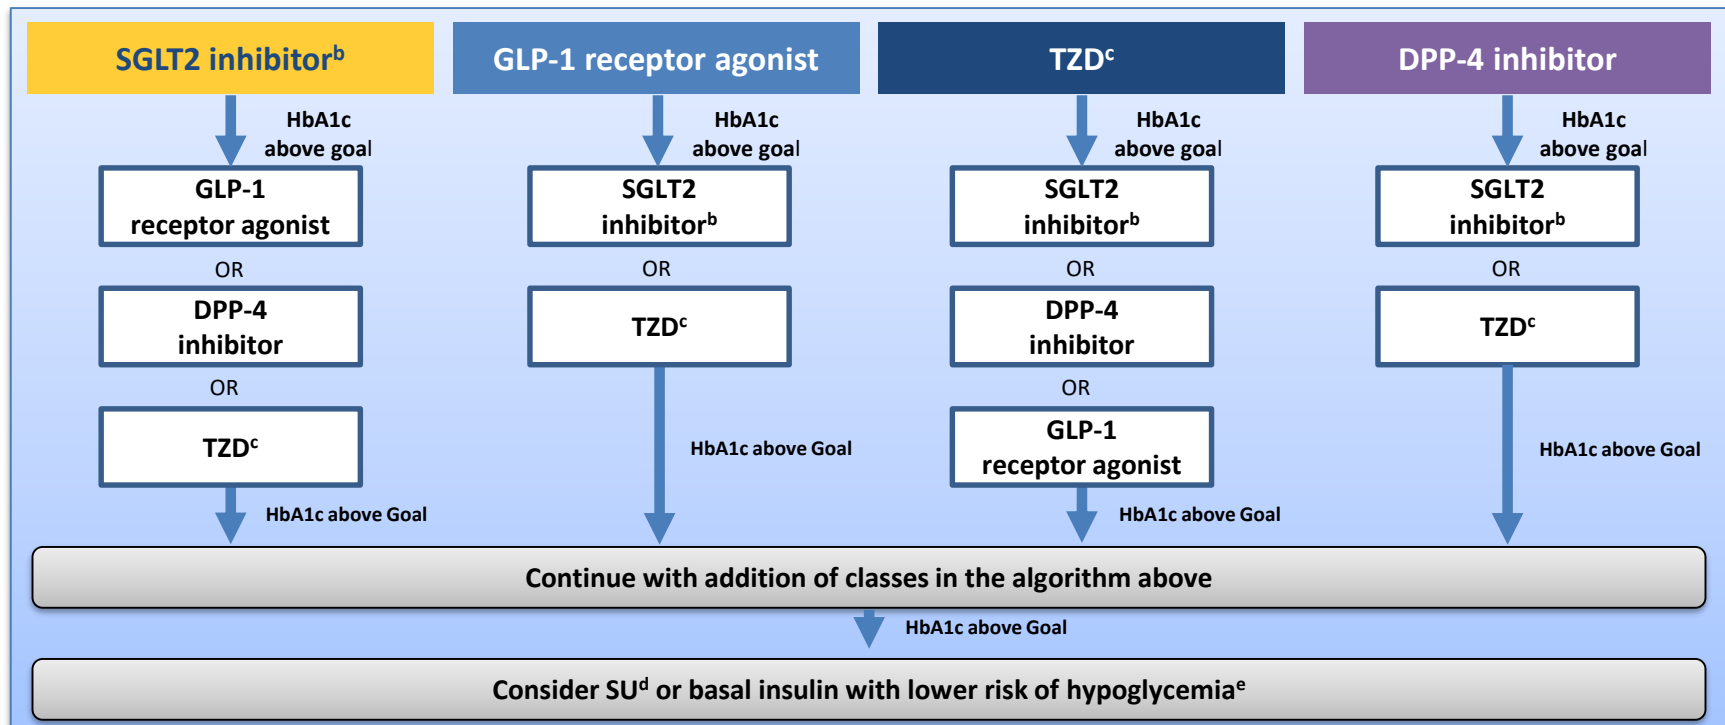 SGLT2 inhibitorᵇ
GLP-1 receptor agonist
TZDᶜ
DPP-4 inhibitor
HbA1c
above goal
HbA1c
above goal
HbA1c
above goal
HbA1c
above goal
GLP-1
receptor agonist
OR
DPP-4
inhibitor
OR
TZDᶜ
HbA1c above Goal
SGLT2
inhibitorᵇ
OR
TZDᶜ
HbA1c above Goal
SGLT2
inhibitorᵇ
OR
DPP-4
inhibitor
OR
GLP-1
receptor agonist
HbA1c above Goal
SGLT2
inhibitorᵇ
OR
TZDᶜ
HbA1c above Goal
Continue with addition of classes in the algorithm above
HbA1c above Goal
Consider SUᵈ or basal insulin with lower risk of hypoglycemiaᵉ